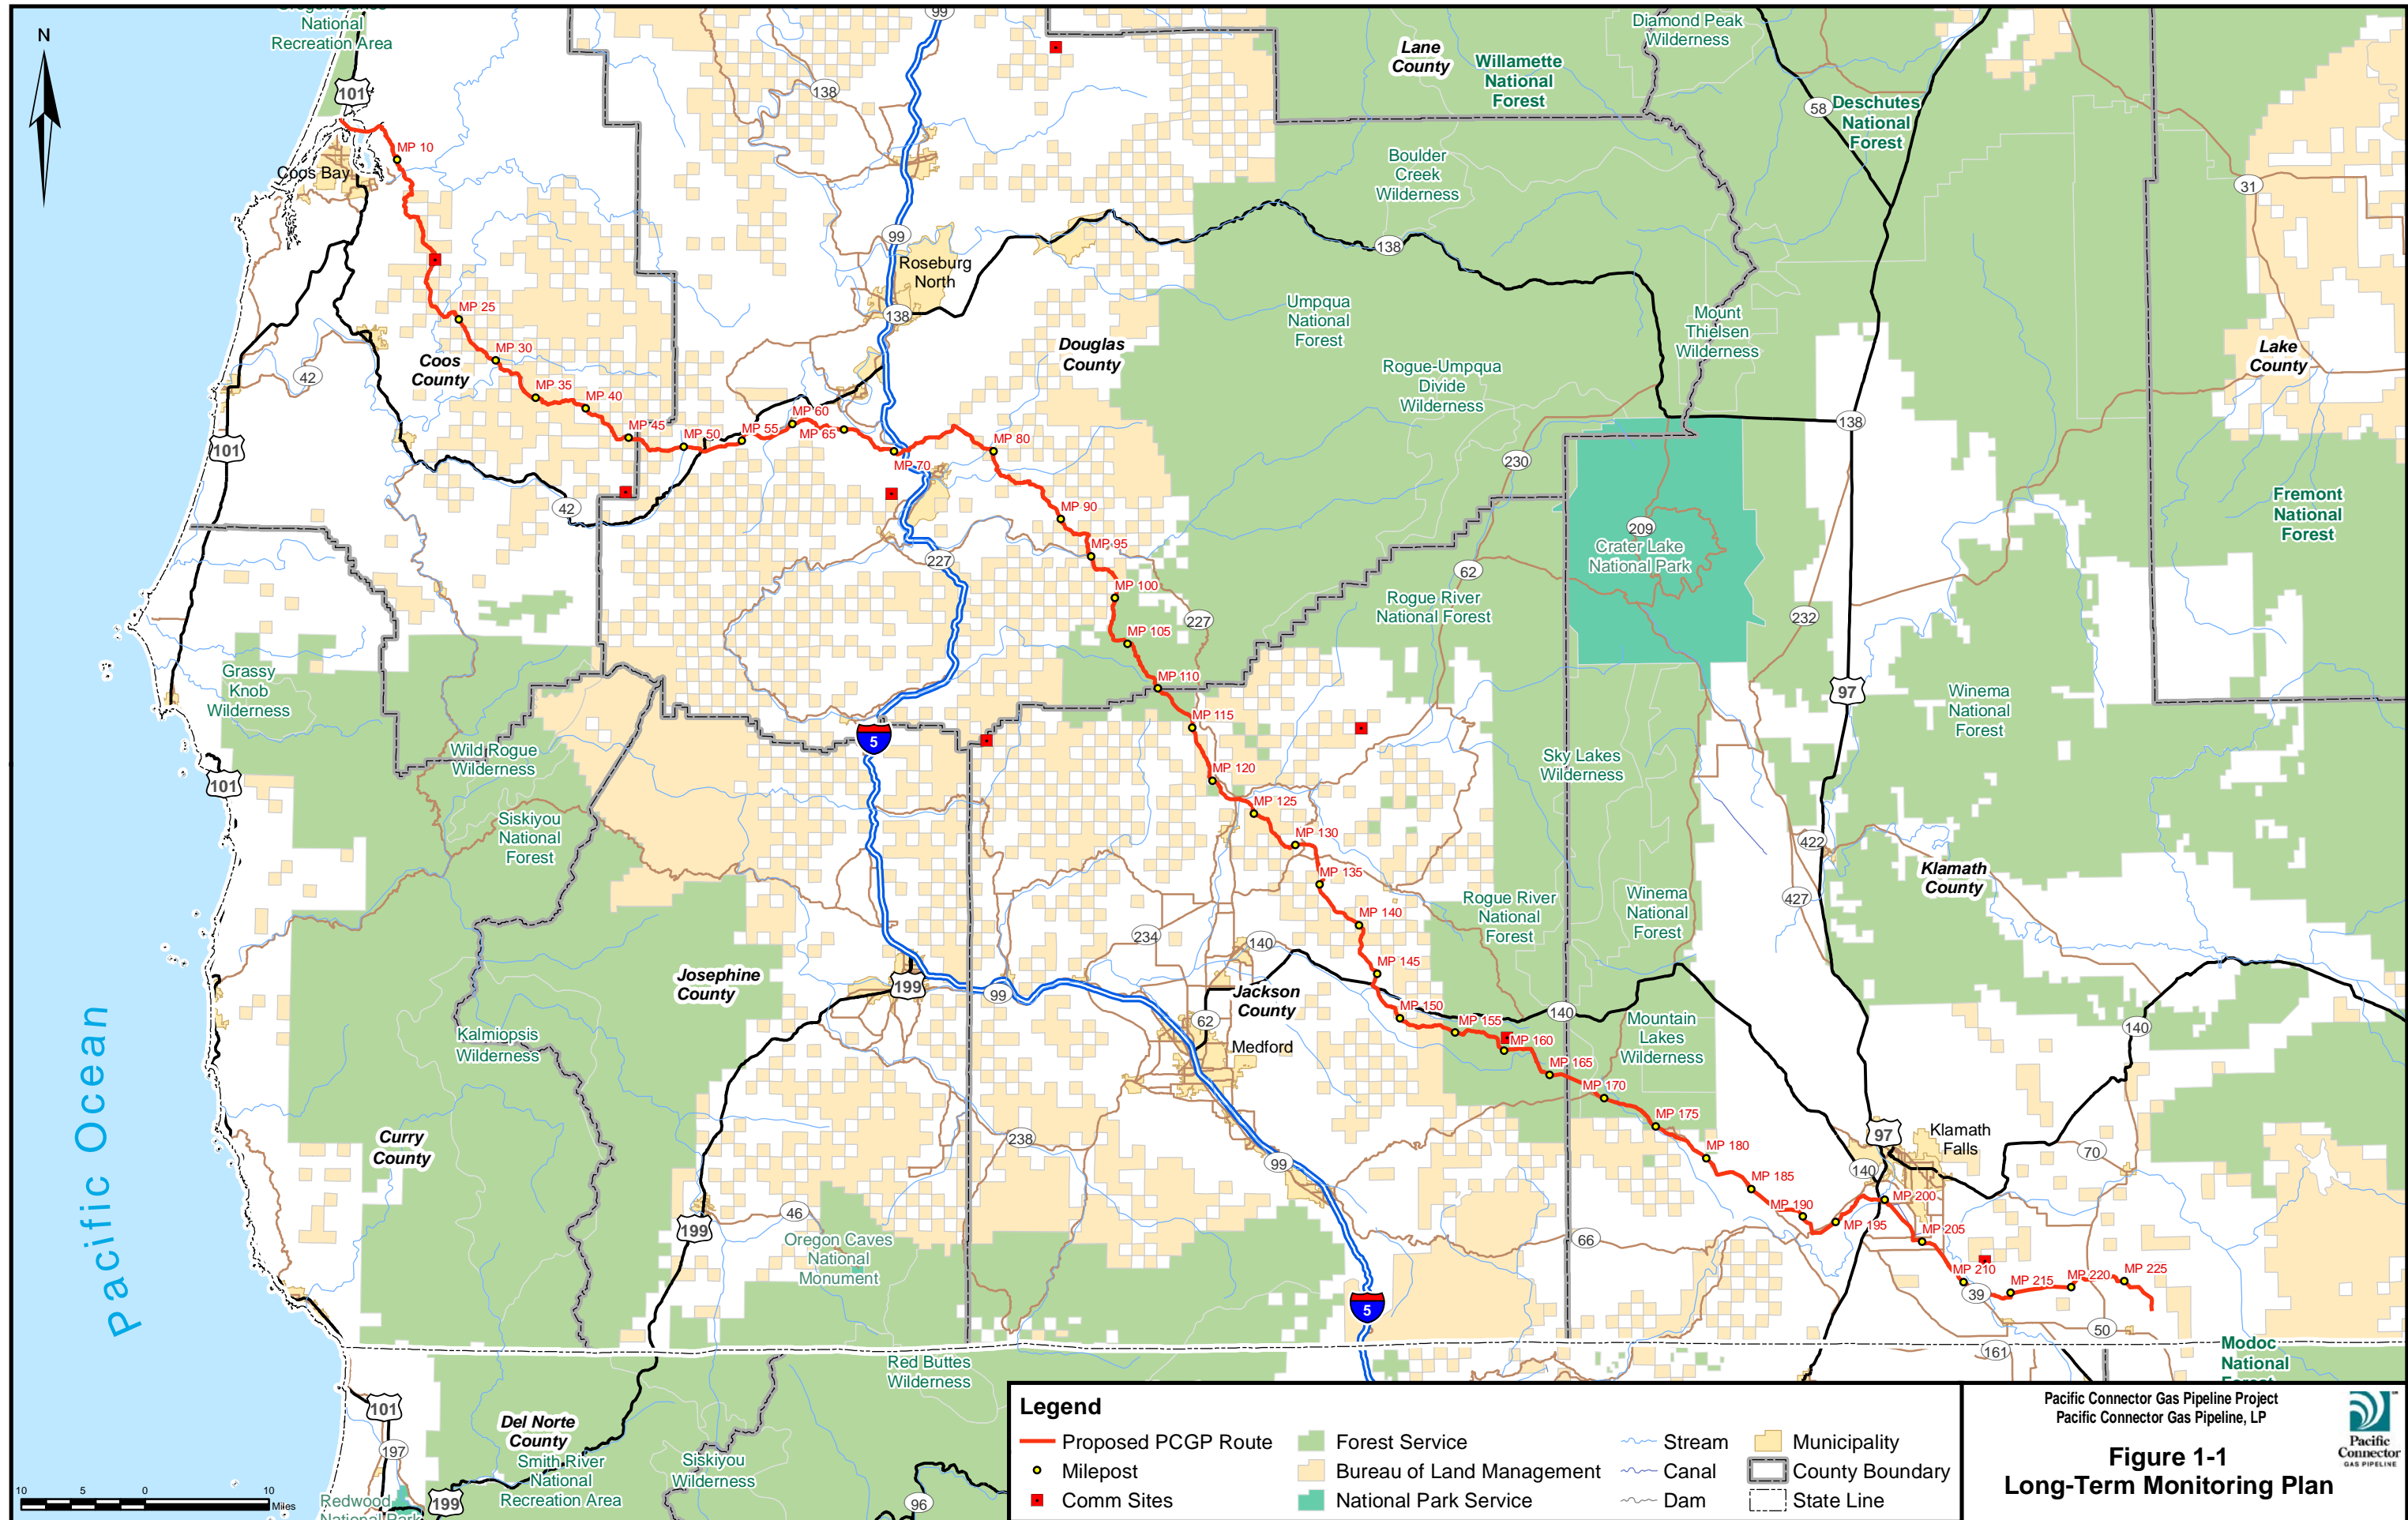 National
Recreation Area
N
101
Coos Bay
MP 10
138
99
Lane
County
Willamette
National
Forest
Diamond Peak
Wilderness
58
Deschutes
National
Forest
Boulder
Creek
Wilderness
31
99
Roseburg
North
138
138
MP 25
MP 30
Coos
County
42
MP 35
MP 40
MP 45
MP 50
MP 55
MP 60
MP 65
MP 70
MP 80
Douglas
County
Umpqua
National
Forest
Mount
Thielsen
Wilderness
Rogue-Umpqua
Divide
Wilderness
Lake
County
138
101
42
230
MP 90
MP 95
MP 100
MP 105
MP 110
227
227
209
Crater Lake
National Park
62
Rogue River
National Forest
232
Fremont
National
Forest
97
Winema
National
Forest
Grassy
Knob
Wilderness
Wild Rogue
Wilderness
101
5
MP 115
MP 120
MP 125
MP 130
MP 135
MP 140
MP 145
MP 150
MP 155
MP 160
MP 165
MP 170
MP 175
MP 180
MP 185
MP 190
MP 195
MP 200
MP 205
MP 210
MP 215
MP 220
MP 225
Sky Lakes
Wilderness
Siskiyou
National
Forest
422
427
Klamath
County
Rogue River
National
Forest
Winema
National
Forest
234
140
Josephine
County
199
99
Jackson
County
62
Medford
140
Mountain
Lakes
Wilderness
140
Kalmiopsis
Wilderness
Pacific Ocean
Curry
County
238
99
97
Klamath
Falls
140
70
199
46
Oregon Caves
National
Monument
66
5
39
50
161
Modoc
National
Red Buttes
Wilderness
101
197
Del Norte
County
Smith River
National
Recreation Area
Siskiyou
Wilderness
199
96
Redwood
National Park
10 5 0 10
Miles
Legend
Proposed PCGP Route
Milepost
Comm Sites
Forest Service
Bureau of Land Management
National Park Service
Stream
Canal
Dam
Municipality
County Boundary
State Line
Pacific Connector Gas Pipeline Project
Pacific Connector Gas Pipeline, LP
Figure 1-1
Long-Term Monitoring Plan
Pacific
Connector
GAS PIPELINE